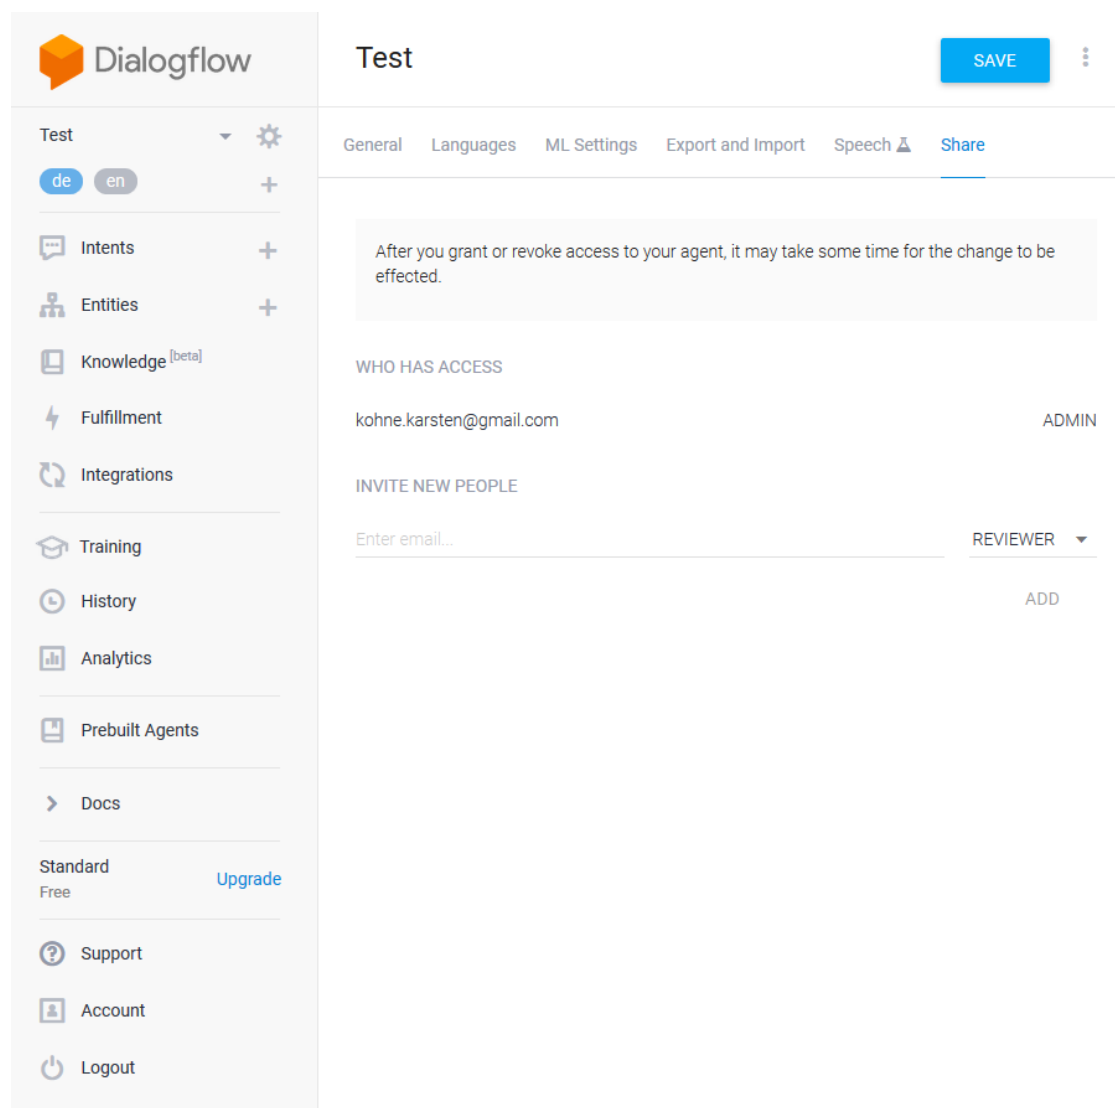 Dialogflow
Test
de en
Intents
Entities
Knowledge [beta]
Fulfillment
Integrations
Training
History
Analytics
Prebuilt Agents
Docs
Standard
Free
Upgrade
Support
Account
Logout
Test
SAVE
General Languages ML Settings Export and Import Speech Share
After you grant or revoke access to your agent, it may take some time for the change to be
effected.
WHO HAS ACCESS
kohne.karsten@gmail.com ADMIN
INVITE NEW PEOPLE
Enter email... REVIEWER
ADD